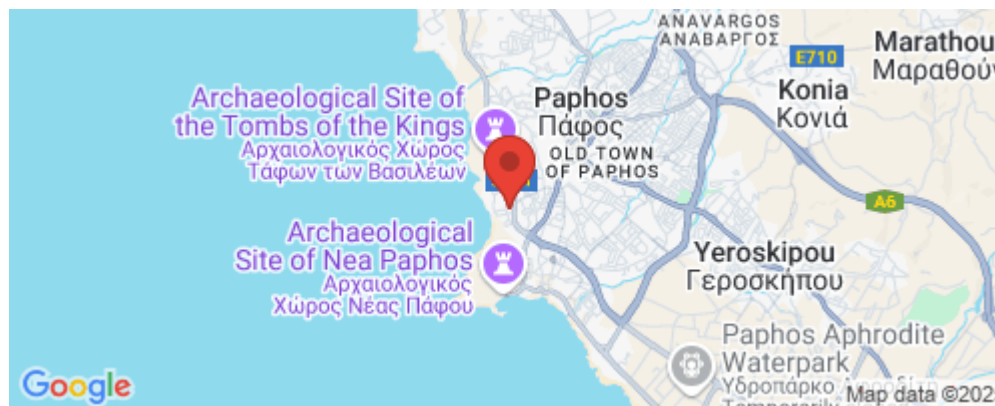 ANAVARGOS
ΑΝΑΒΑΡΓΟΣ
E710
Marathou
Μαραθούν
Archaeological Site of
the Tombs of the Kings
Αρχαιολογικός Χώρος
Τάφων των Βασιλέων
Paphos
Πάφος
Konia
Κονιά
OLD TOWN
OF PAPHOS
A6
Archaeological
Site of Nea Paphos
Αρχαιολογικός
Χώρος Νέας Πάφου
Yeroskipou
Γεροσκήπου
Paphos Aphrodite
Waterpark
Υδροπάρκο
Google
Map data ©202